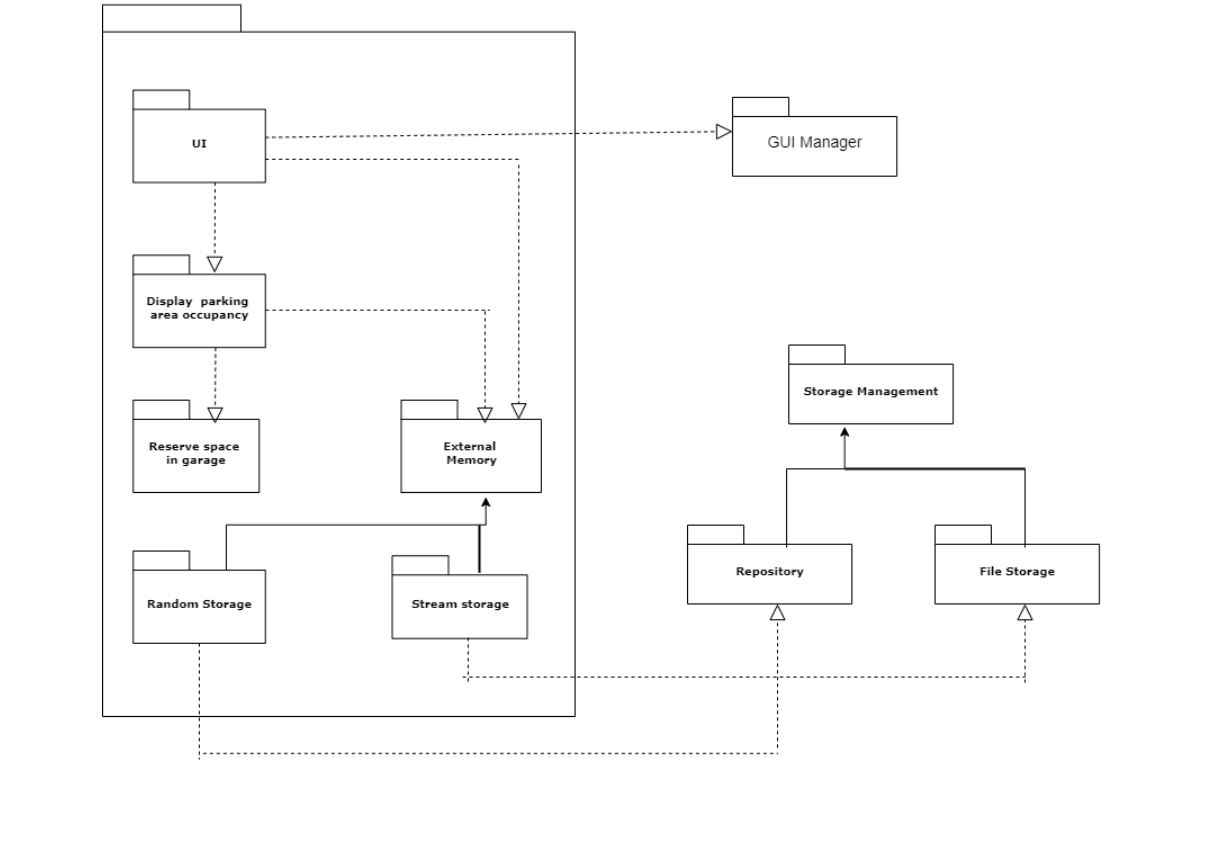 UI
GUI Manager
Display parking
area occupancy
Storage Management
Reserve space
in garage
External
Memory
Repository
File Storage
Random Storage
Stream storage